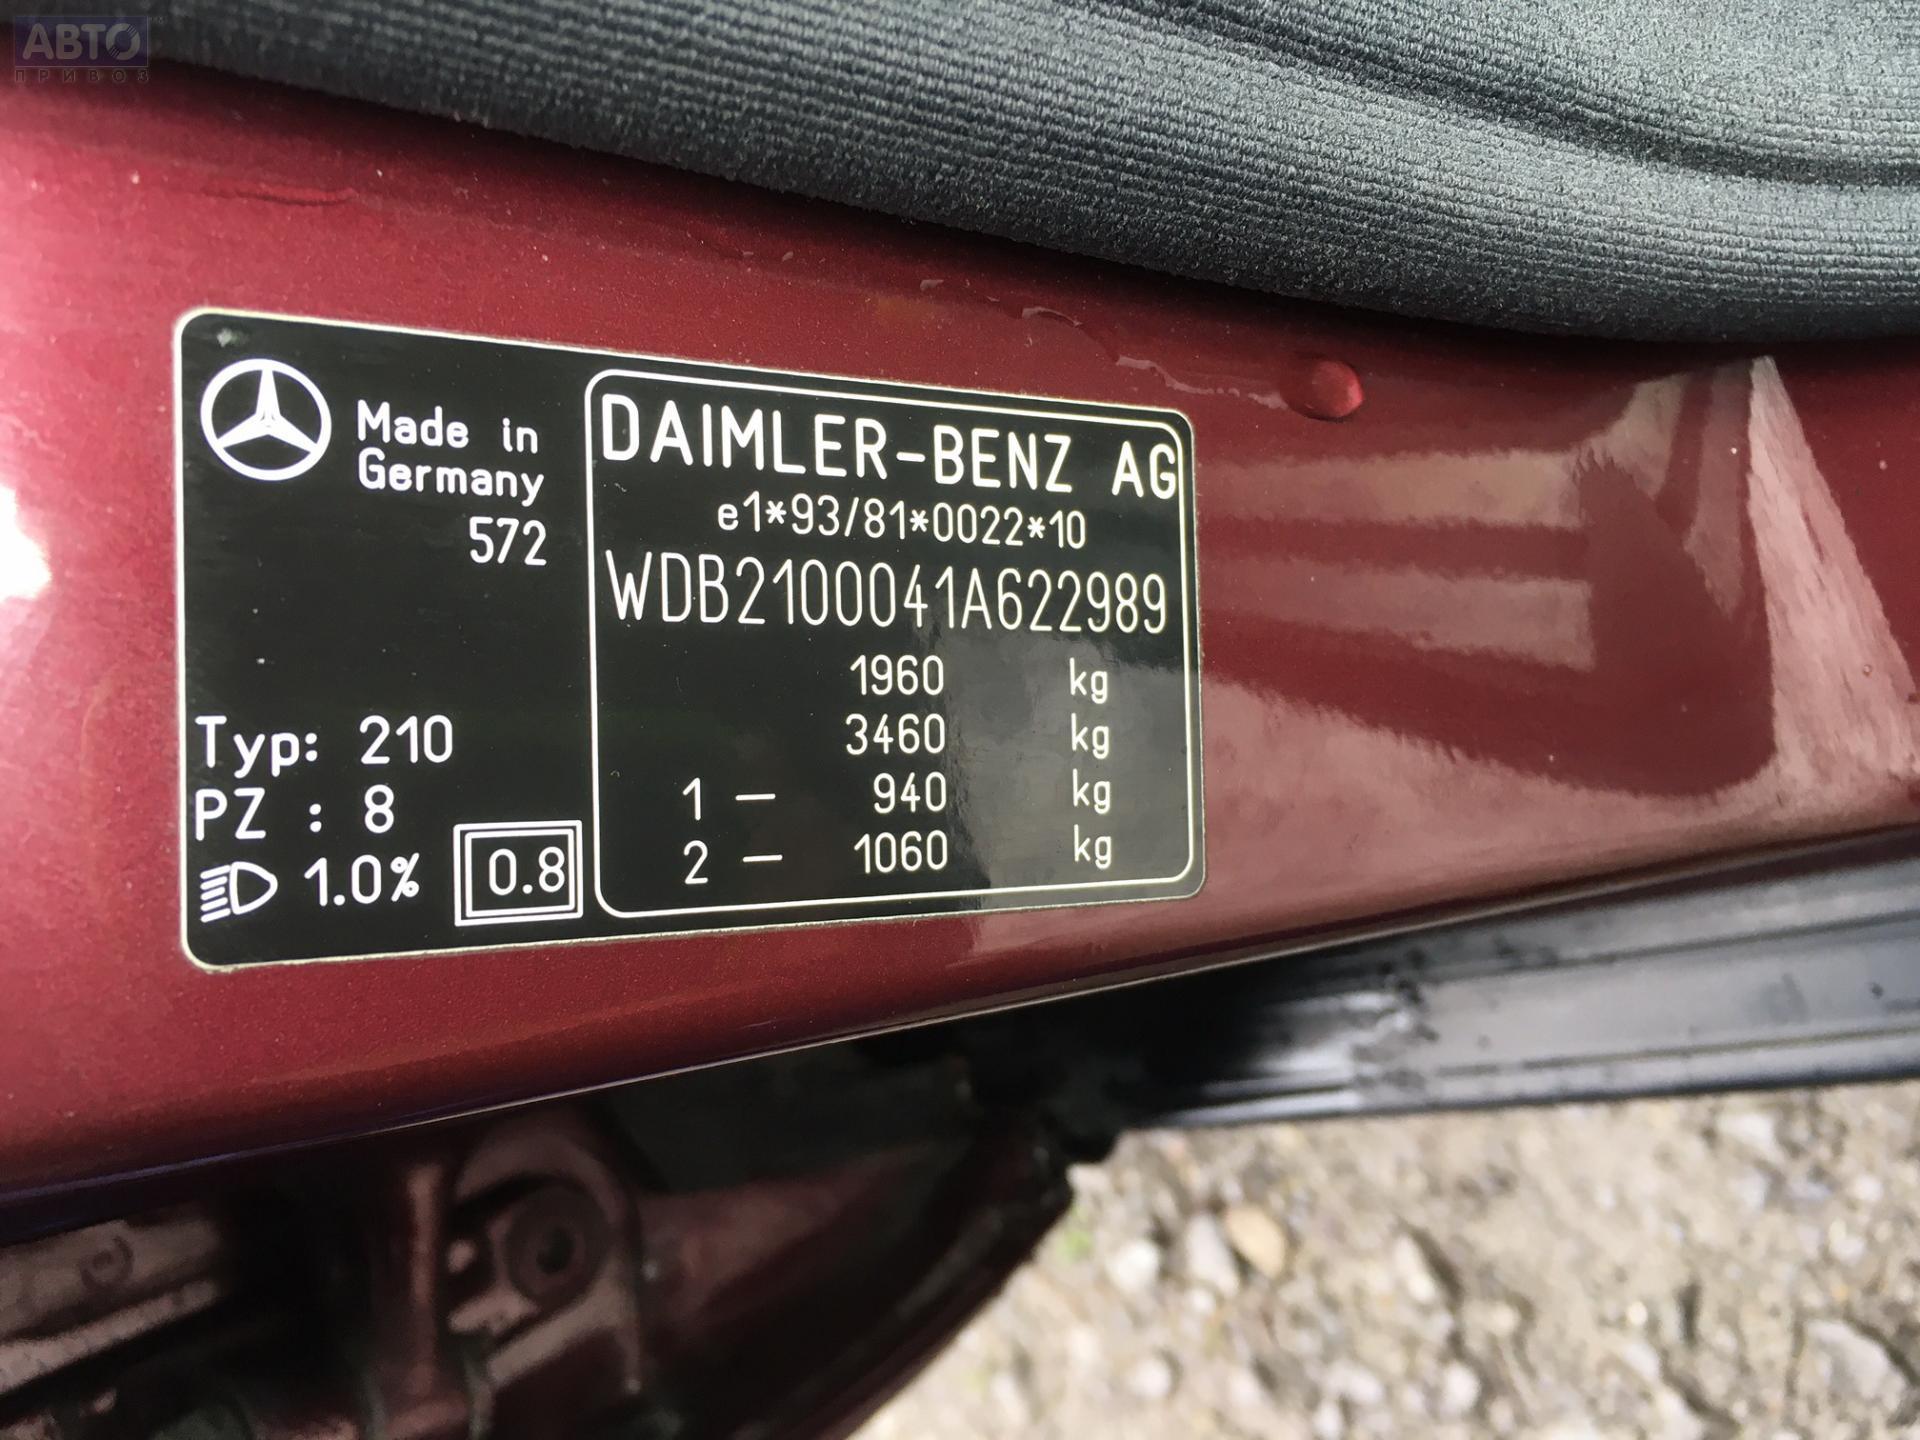 АВТО
ПРИВОЗ
Made in
Germany
572
Typ: 210
PZ : 8
1.0%
0.8
DAIMLER-BENZ AG
e1*93/81*0022*10
WDB2100041A622989
1960 kg
3460 kg
1 — 940 kg
2 — 1060 kg